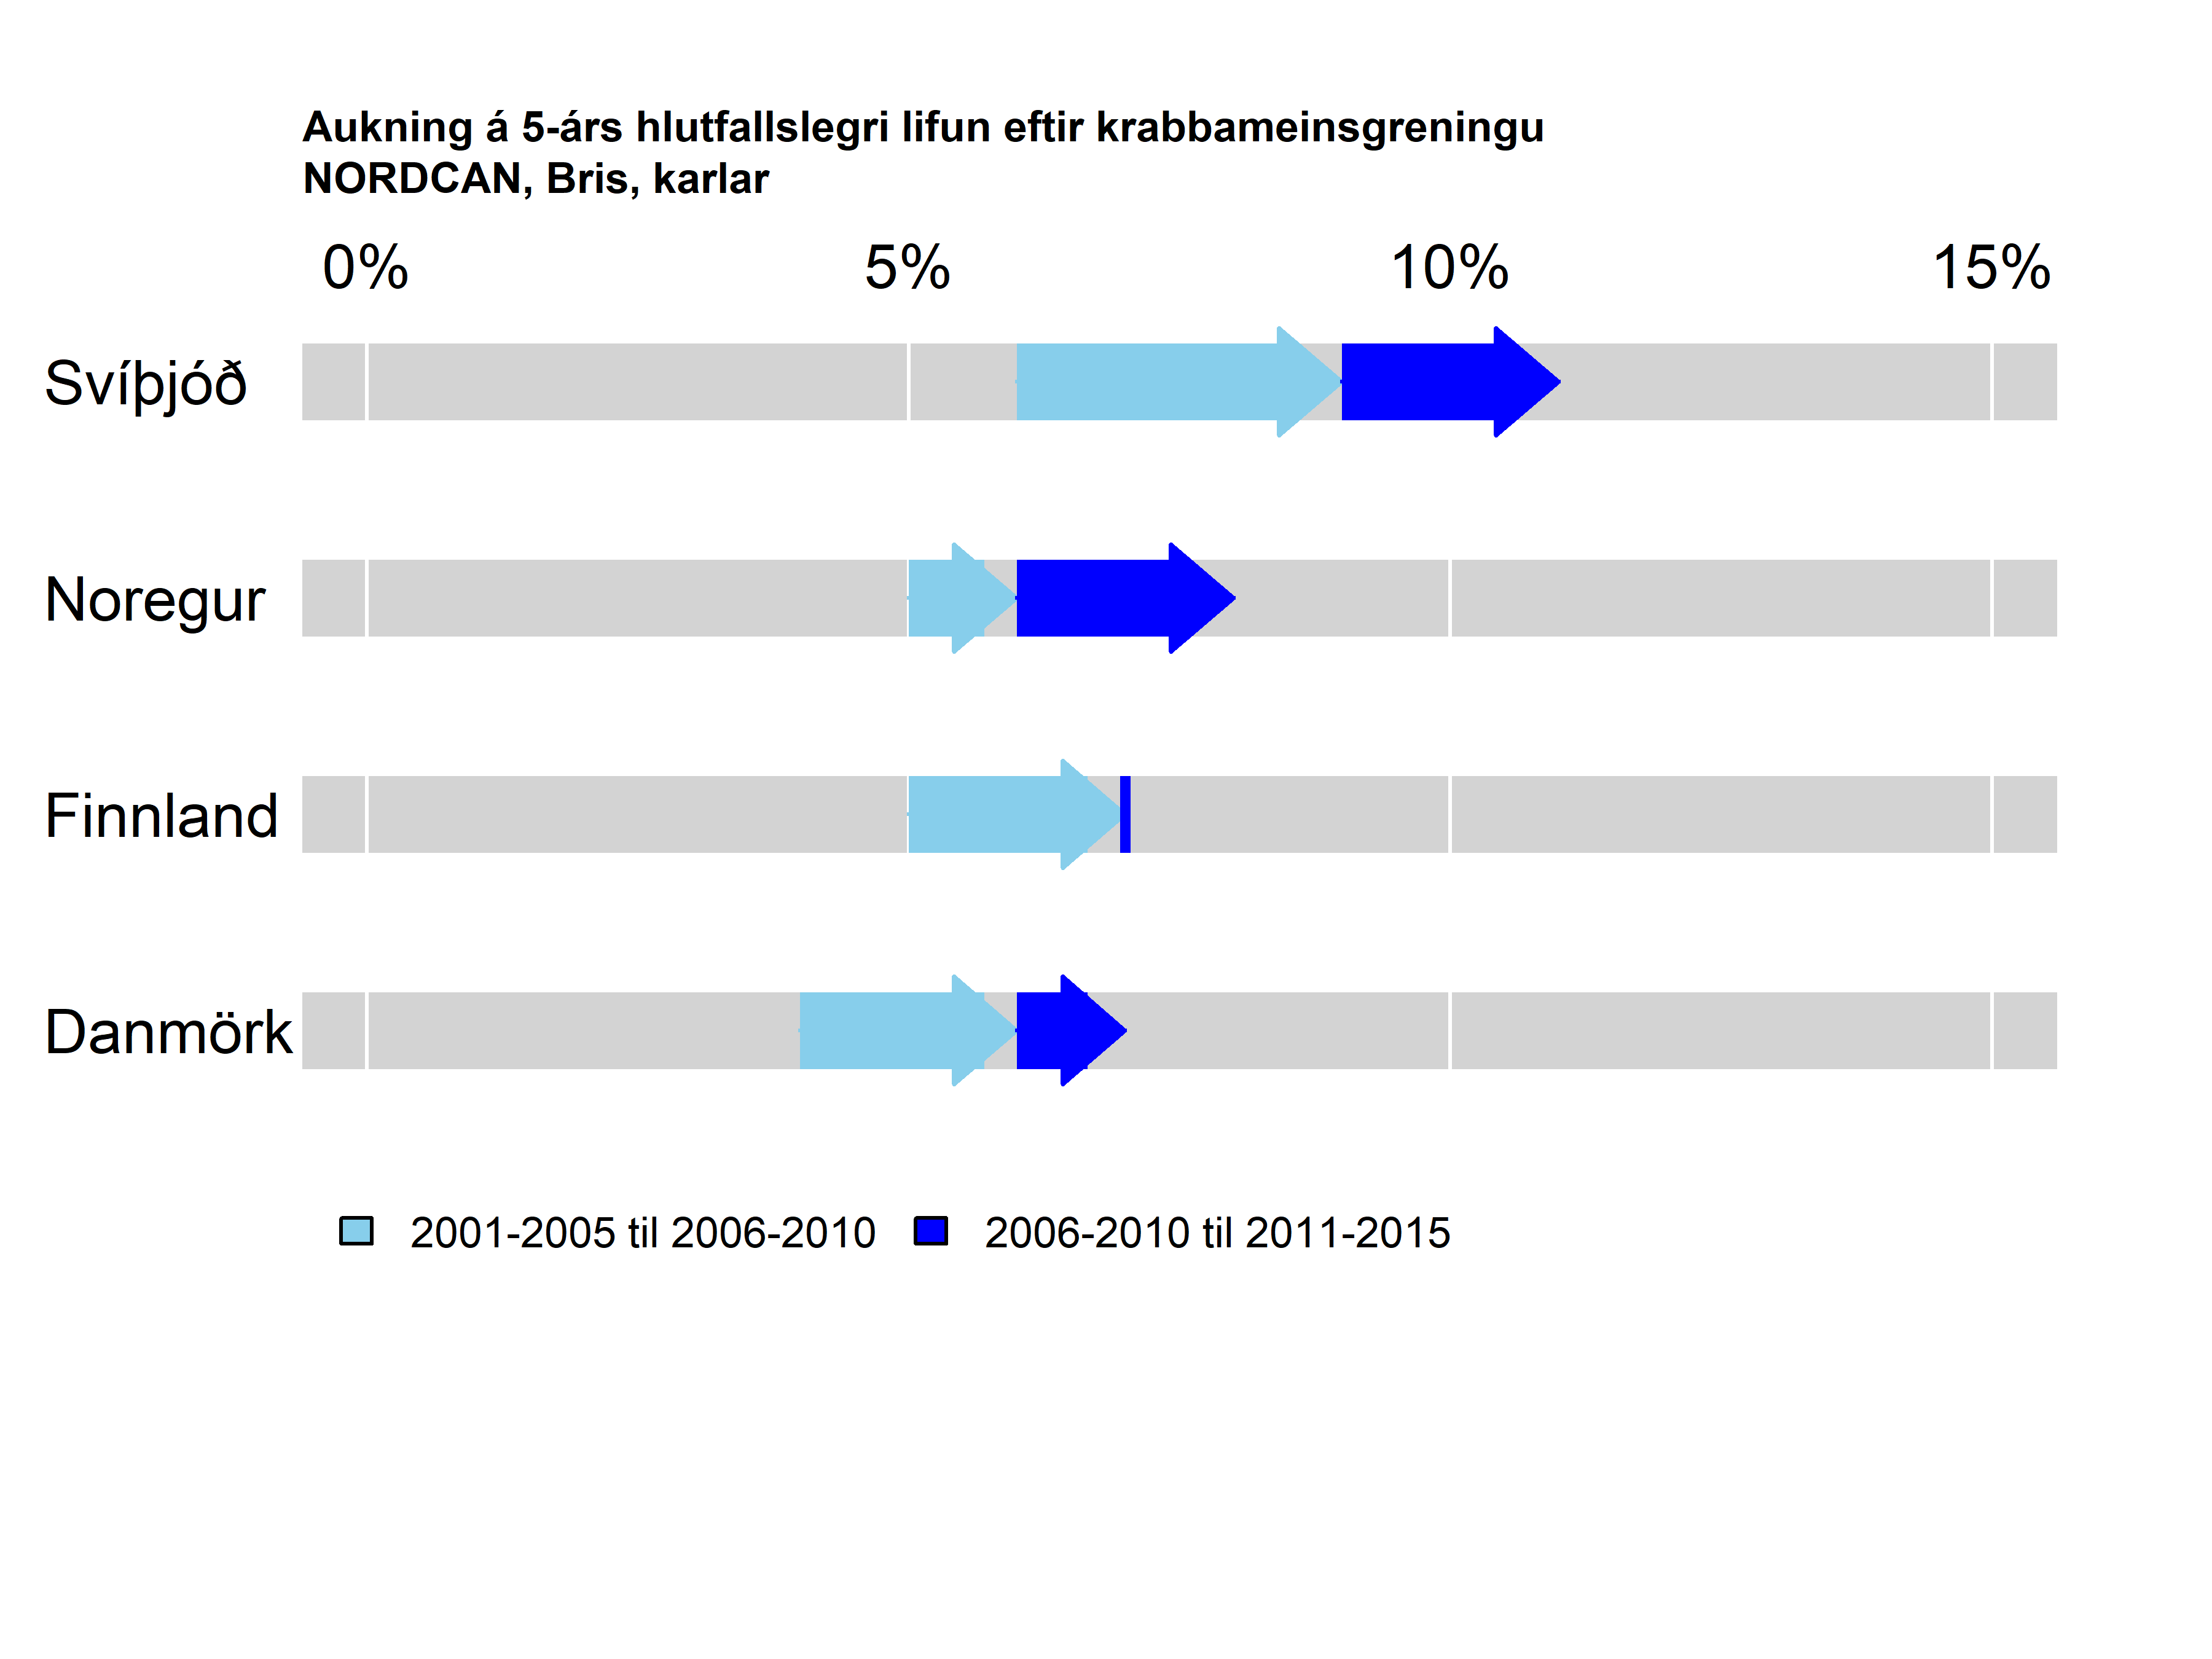 Aukning á 5-árs hlutfallslegri lifun eftir krabbameinsgreningu
NORDCAN, Bris, karlar
0% 5% 10% 15%
Svíþjóð
Noregur
Finnland
Danmörk
2001-2005 til 2006-2010 2006-2010 til 2011-2015